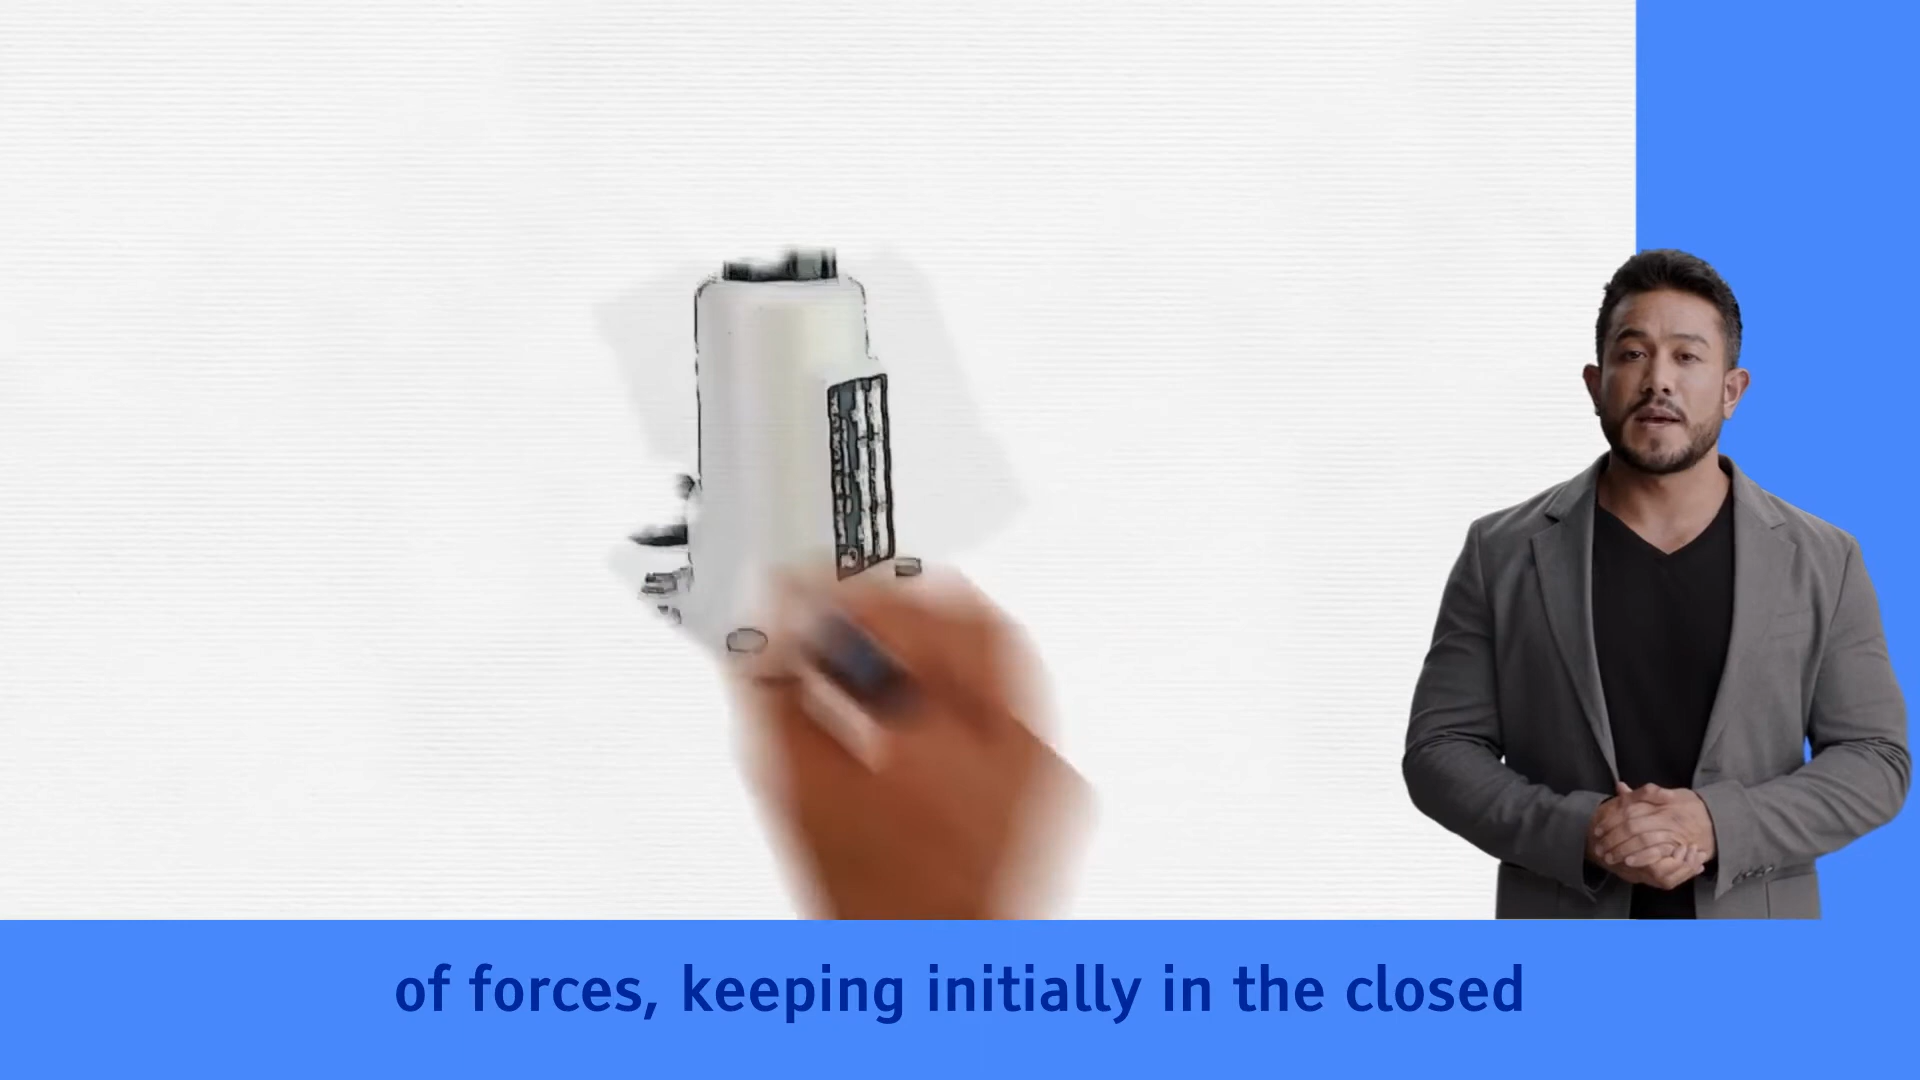 of forces, keeping initially in the closed